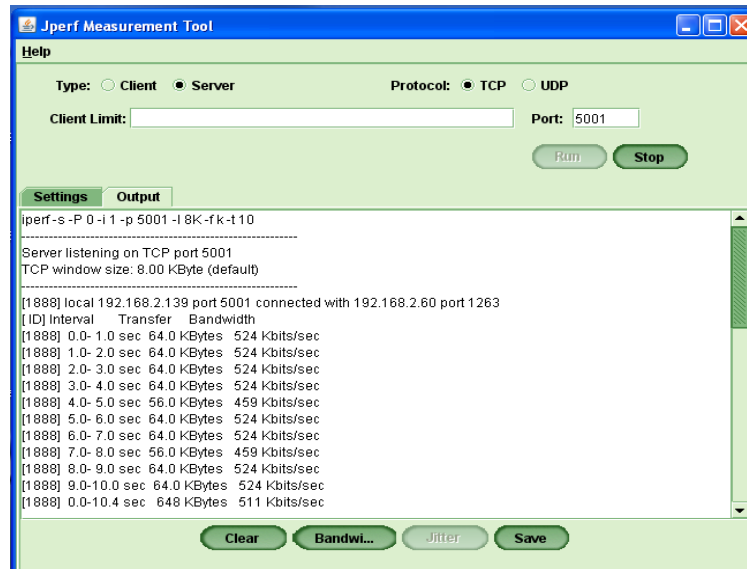 Jperf Measurement Tool
Help
Type: Client Server Protocol: TCP UDP
Client Limit: Port: 5001
Run Stop
Settings Output
iperf -s -P 0 -i 1 -p 5001 -l 8K -f k -t 10
------------------------------------------------------------
Server listening on TCP port 5001
TCP window size: 8.00 KByte (default)
------------------------------------------------------------
[1888] local 192.168.2.139 port 5001 connected with 192.168.2.60 port 1263
[ ID] Interval Transfer Bandwidth
[1888] 0.0- 1.0 sec 64.0 KBytes 524 Kbits/sec
[1888] 1.0- 2.0 sec 64.0 KBytes 524 Kbits/sec
[1888] 2.0- 3.0 sec 64.0 KBytes 524 Kbits/sec
[1888] 3.0- 4.0 sec 64.0 KBytes 524 Kbits/sec
[1888] 4.0- 5.0 sec 56.0 KBytes 459 Kbits/sec
[1888] 5.0- 6.0 sec 64.0 KBytes 524 Kbits/sec
[1888] 6.0- 7.0 sec 64.0 KBytes 524 Kbits/sec
[1888] 7.0- 8.0 sec 56.0 KBytes 459 Kbits/sec
[1888] 8.0- 9.0 sec 64.0 KBytes 524 Kbits/sec
[1888] 9.0-10.0 sec 64.0 KBytes 524 Kbits/sec
[1888] 0.0-10.4 sec 648 KBytes 511 Kbits/sec
Clear Bandwi... Jitter Save